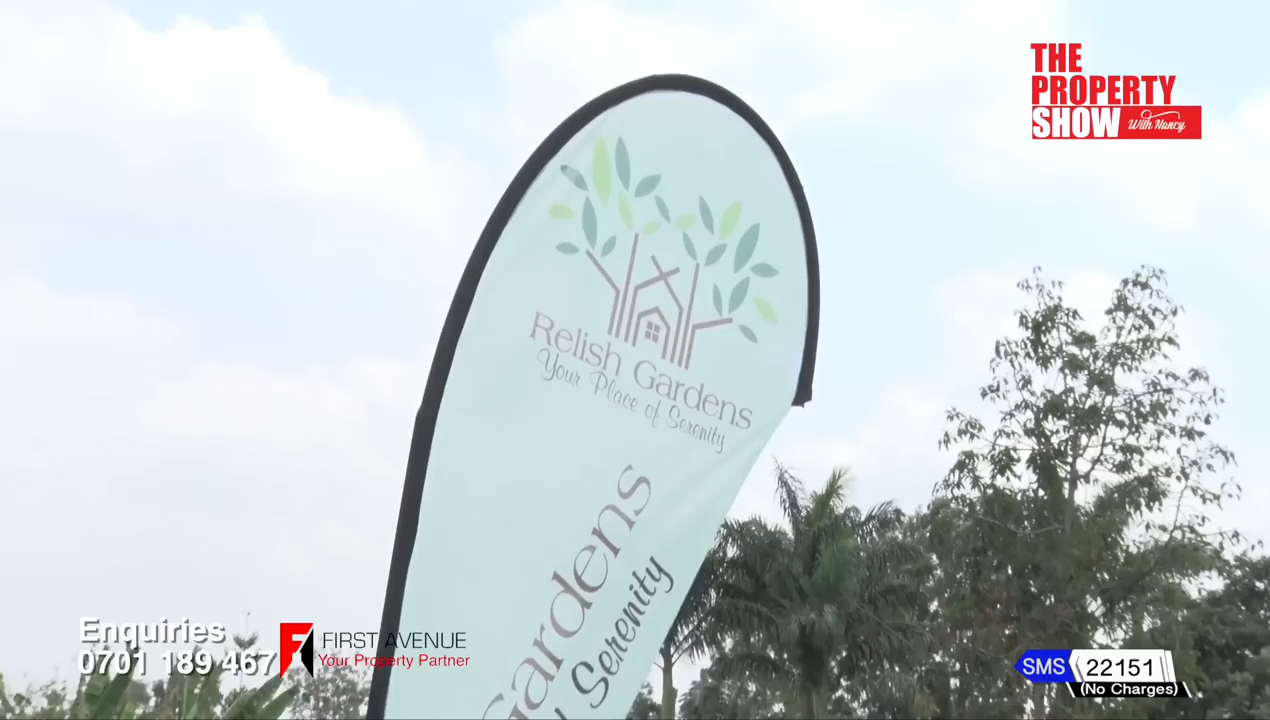 THE
PROPERTY
SHOW With Nancy
Relish Gardens
Your Place of Serenity
Gardens
Serenity
Enquiries
0701 189 467
FIRST AVENUE
Your Property Partner
SMS 22151
(No Charges)